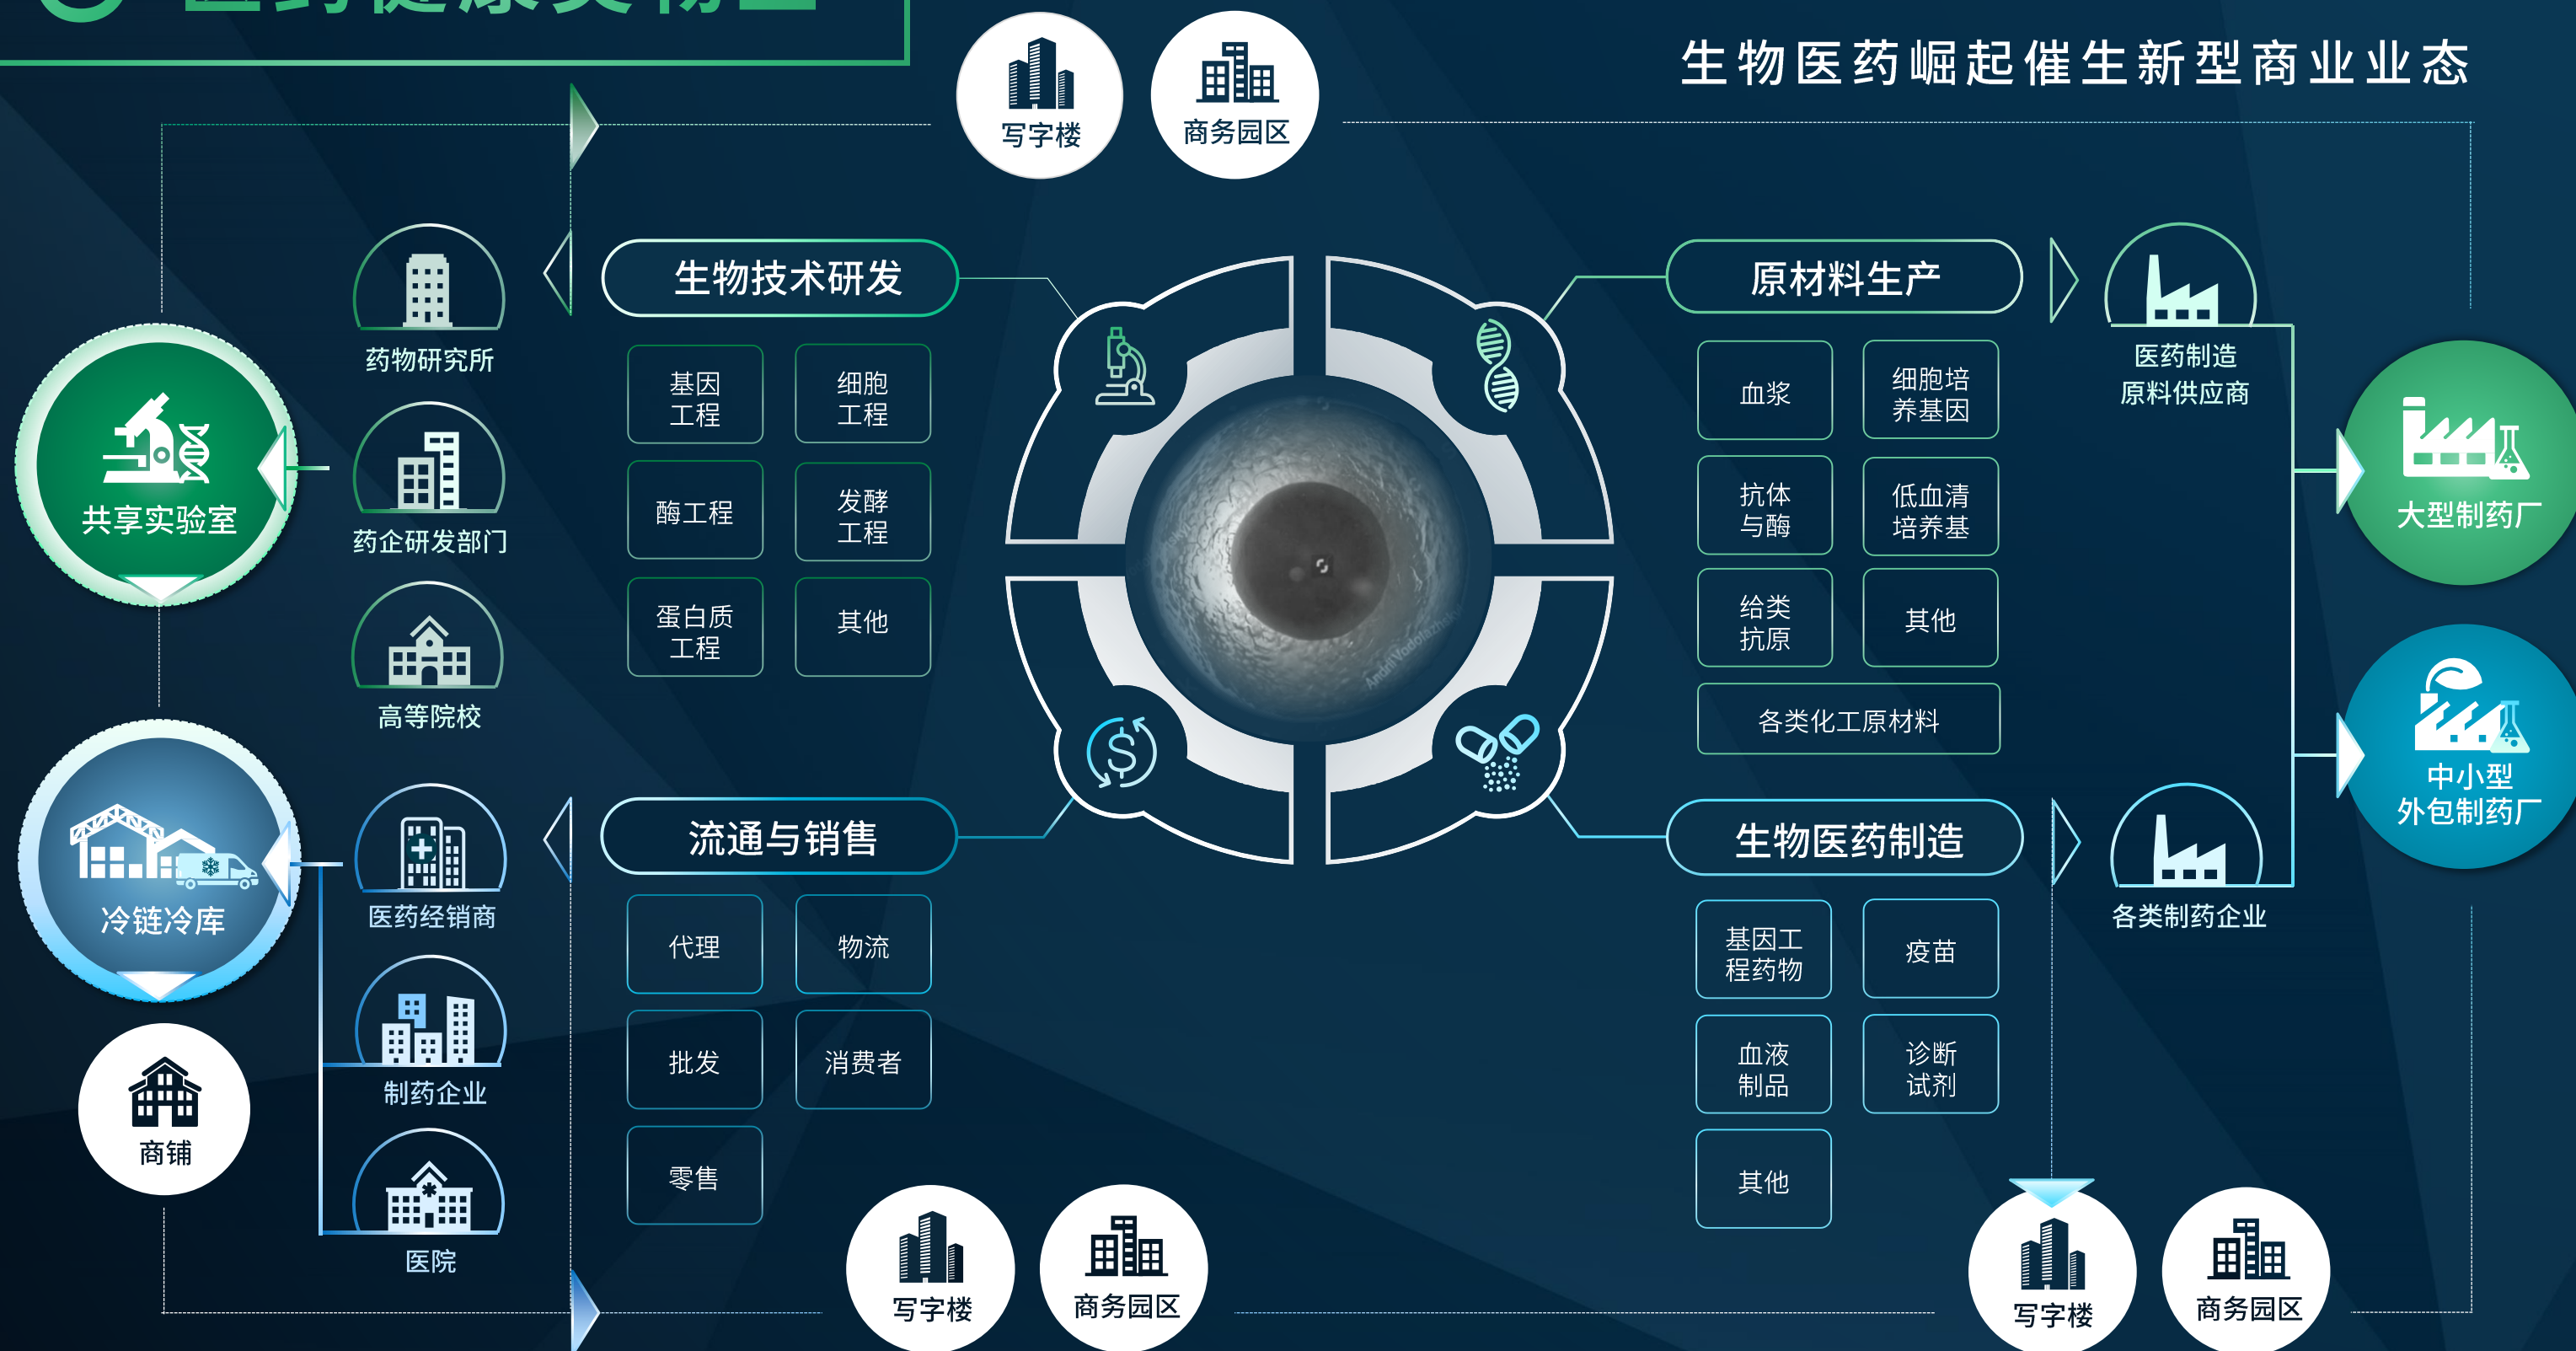 生物医药崛起催生新型商业业态
写字楼
商务园区
生物技术研发
基因
工程
细胞
工程
酶工程
发酵
工程
蛋白质
工程
其他
药物研究所
药企研发部门
高等院校
共享实验室
原材料生产
血浆
细胞培
养基因
抗体
与酶
低血清
培养基
给类
抗原
其他
各类化工原材料
医药制造
原料供应商
大型制药厂
中小型
外包制药厂
流通与销售
代理
物流
批发
消费者
零售
医药经销商
制药企业
医院
冷链冷库
商铺
生物医药制造
基因工
程药物
疫苗
血液
制品
诊断
试剂
其他
各类制药企业
写字楼
商务园区
写字楼
商务园区